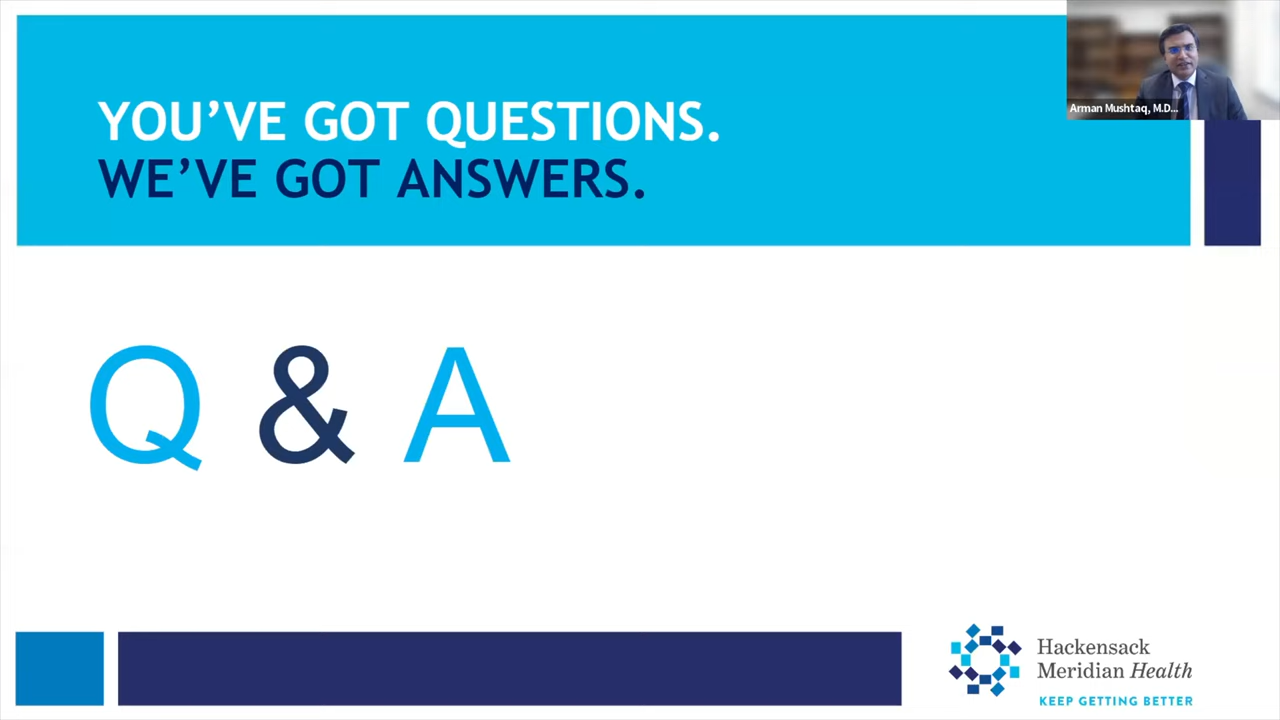 YOU'VE GOT QUESTIONS.
WE'VE GOT ANSWERS.
Arman Mushtaq, M.D...
Q & A
Hackensack
Meridian Health
KEEP GETTING BETTER